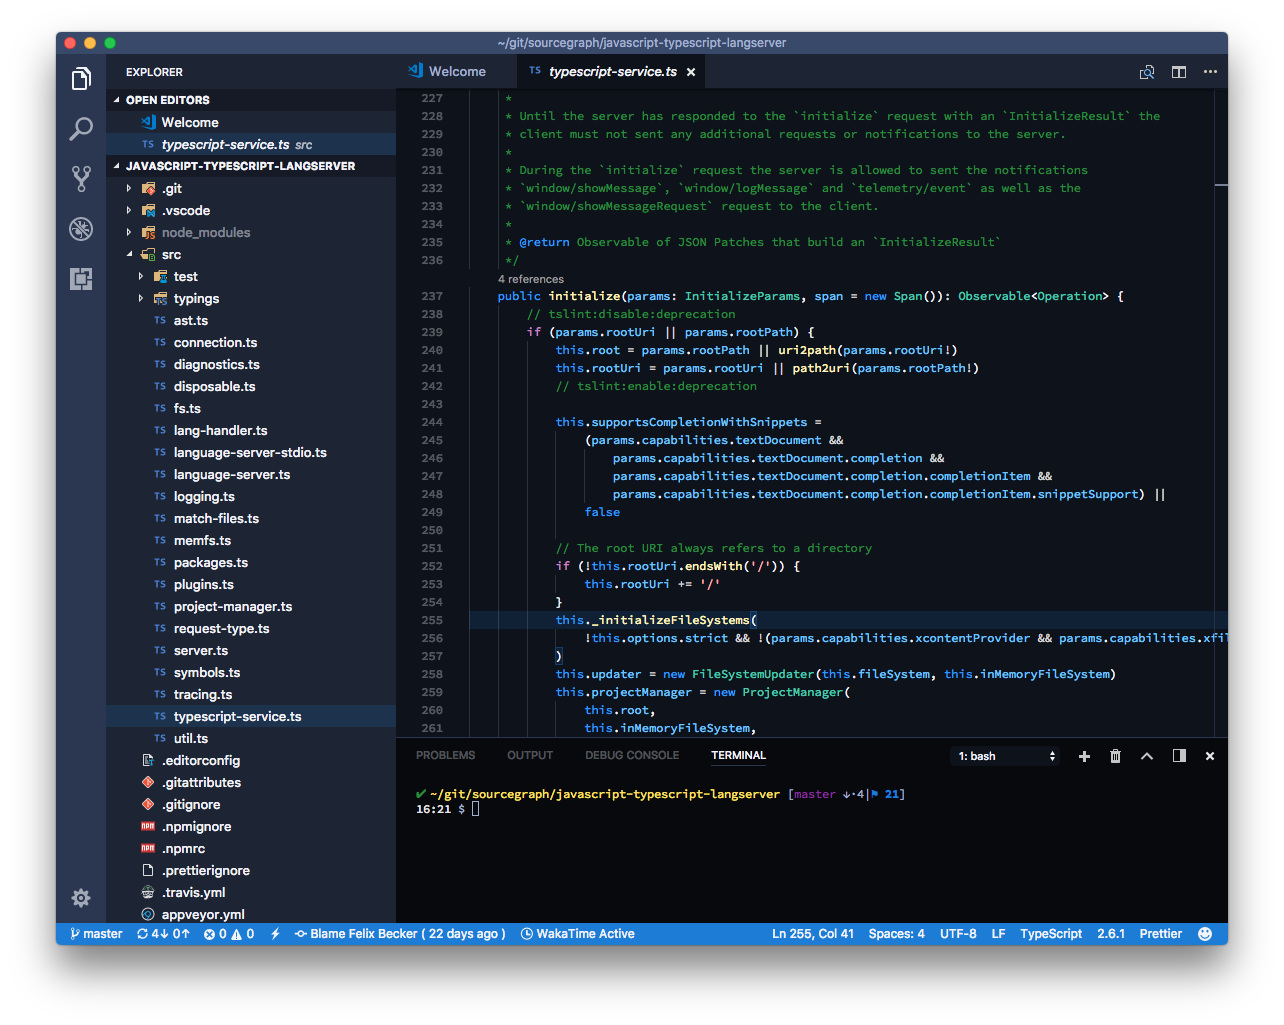 ~/git/sourcegraph/javascript-typescript-langserver
EXPLORER
OPEN EDITORS
Welcome
TS typescript-service.ts src
JAVASCRIPT-TYPESCRIPT-LANGSERVER
.git
.vscode
node_modules
src
test
typings
TS ast.ts
TS connection.ts
TS diagnostics.ts
TS disposable.ts
TS fs.ts
TS lang-handler.ts
TS language-server-stdio.ts
TS language-server.ts
TS logging.ts
TS match-files.ts
TS memfs.ts
TS packages.ts
TS plugins.ts
TS project-manager.ts
TS request-type.ts
TS server.ts
TS symbols.ts
TS tracing.ts
TS typescript-service.ts
TS util.ts
.editorconfig
.gitattributes
.gitignore
npm .npmignore
npm .npmrc
.prettierignore
.travis.yml
appveyor.yml
Welcome TS typescript-service.ts ×
227 *
228 * Until the server has responded to the `initialize` request with an `InitializeResult` the
229 * client must not sent any additional requests or notifications to the server.
230 *
231 * During the `initialize` request the server is allowed to sent the notifications
232 * `window/showMessage`, `window/logMessage` and `telemetry/event` as well as the
233 * `window/showMessageRequest` request to the client.
234 *
235 * @return Observable of JSON Patches that build an `InitializeResult`
236 */
4 references
237 public initialize(params: InitializeParams, span = new Span()): Observable<Operation> {
238 // tslint:disable:deprecation
239 if (params.rootUri || params.rootPath) {
240 this.root = params.rootPath || uri2path(params.rootUri!)
241 this.rootUri = params.rootUri || path2uri(params.rootPath!)
242 // tslint:enable:deprecation
243
244 this.supportsCompletionWithSnippets =
245 (params.capabilities.textDocument &&
246 params.capabilities.textDocument.completion &&
247 params.capabilities.textDocument.completion.completionItem &&
248 params.capabilities.textDocument.completion.completionItem.snippetSupport) ||
249 false
250
251 // The root URI always refers to a directory
252 if (!this.rootUri.endsWith('/')) {
253 this.rootUri += '/'
254 }
255 this._initializeFileSystems(
256 !this.options.strict && !(params.capabilities.xcontentProvider && params.capabilities.xfil
257 )
258 this.updater = new FileSystemUpdater(this.fileSystem, this.inMemoryFileSystem)
259 this.projectManager = new ProjectManager(
260 this.root,
261 this.inMemoryFileSystem,
PROBLEMS OUTPUT DEBUG CONSOLE TERMINAL 1: bash
✔ ~/git/sourcegraph/javascript-typescript-langserver [master ↓·4|⚑ 21]
16:21 $
master 4↓ 0↑ 0 0 Blame Felix Becker ( 22 days ago ) WakaTime Active Ln 255, Col 41 Spaces: 4 UTF-8 LF TypeScript 2.6.1 Prettier